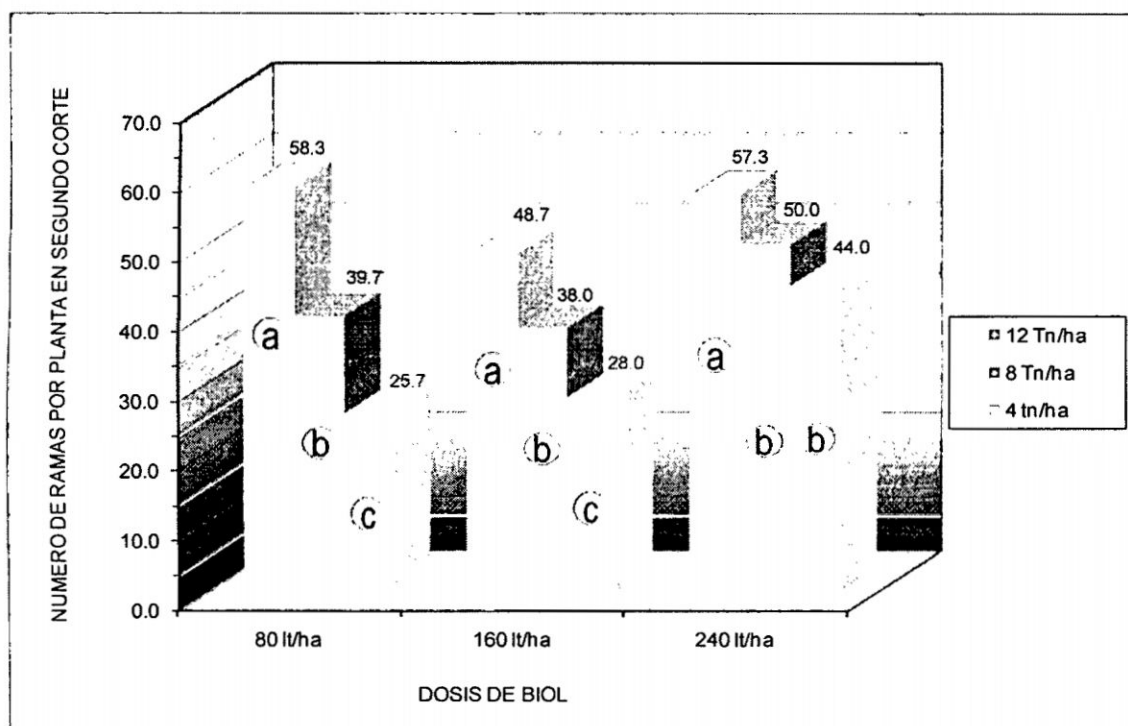 NUMERO DE RAMAS POR PLANTA EN SEGUNDO CORTE
70.0
60.0
50.0
40.0
30.0
20.0
10.0
0.0
58.3
39.7
25.7
48.7
38.0
28.0
57.3
50.0
44.0
a
b
c
a
b
c
a
b
b
80 lt/ha
160 lt/ha
240 lt/ha
DOSIS DE BIOL
12 Tn/ha
8 Tn/ha
4 tn/ha